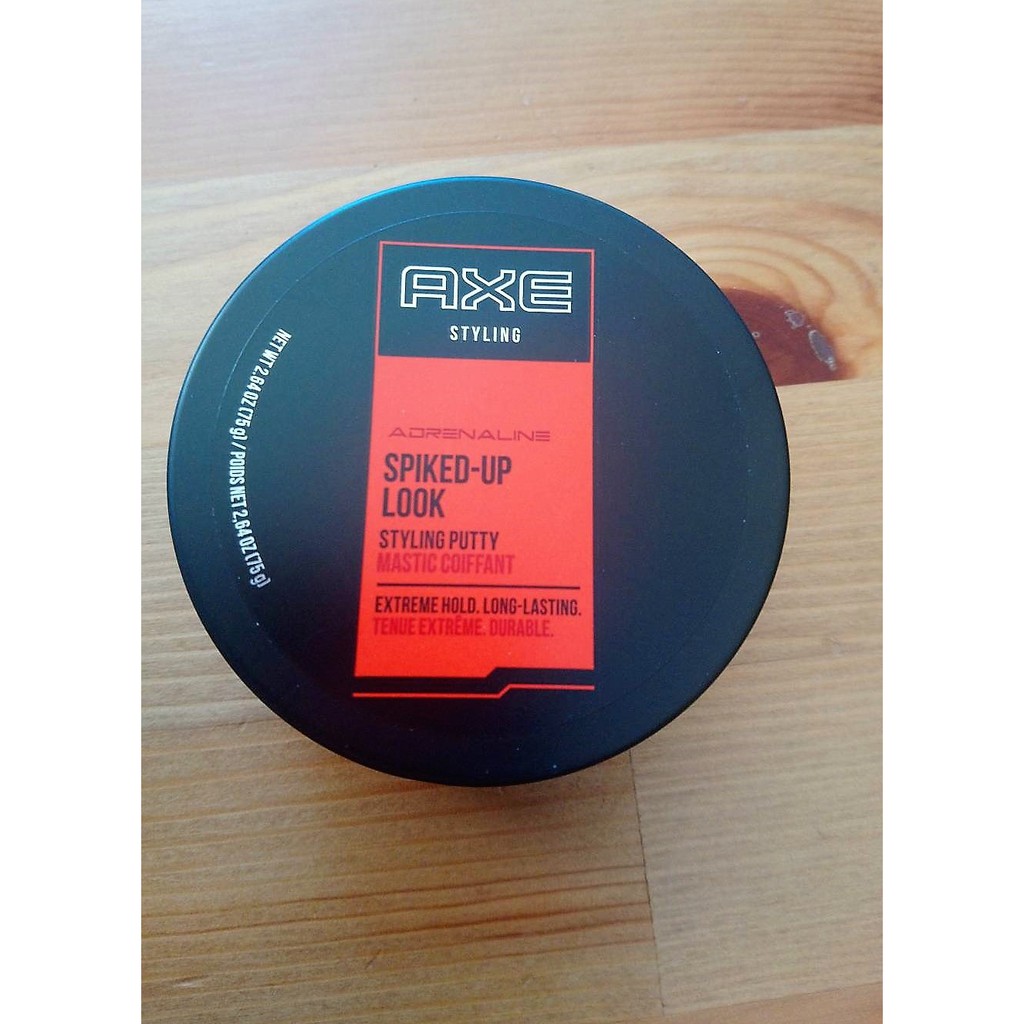 AXE
STYLING
ADRENALINE
SPIKED-UP
LOOK
STYLING PUTTY
MASTIC COIFFANT
EXTREME HOLD. LONG-LASTING.
TENUE EXTRÊME. DURABLE.
NET WT 2.64 OZ (75 g) / POIDS NET 2,64 OZ (75 g)